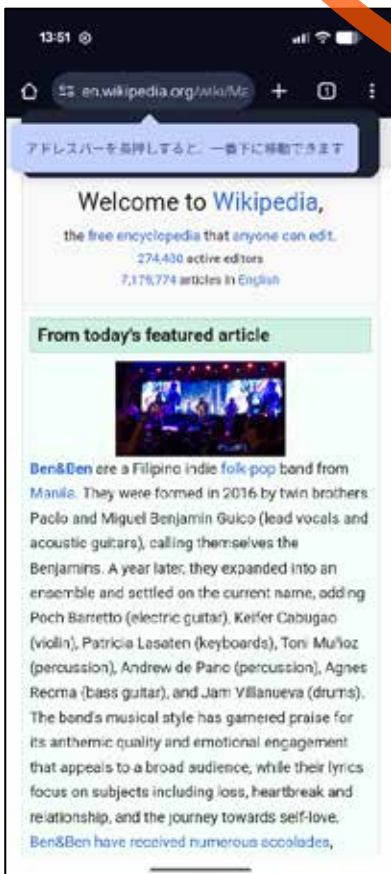 13:51
en.wikipedia.org/wiki/Ma
1
アドレスバーを長押しすると、一番下に移動できます
Welcome to Wikipedia,
the free encyclopedia that anyone can edit.
active editors
articles in English
From today's featured article
Ben&Ben are a Filipino indie folk-pop band from
Manila. They were formed in 2016 by twin brothers
Paolo and Miguel Benjamin Guico (lead vocals and
acoustic guitars), calling themselves the
Benjamins. A year later, they expanded into an
ensemble and settled on the current name, adding
Poch Barretto (electric guitar), Keifer Cabugao
(violin), Patricia Lasaten (keyboards), Toni Muñoz
(percussion), Andrew de Pano (percussion), Agnes
Reoma (bass guitar), and Jam Villanueva (drums).
The band's musical style has garnered praise for
its anthemic quality and emotional engagement
that appeals to a broad audience, while their lyrics
focus on subjects including loss, heartbreak and
relationship, and the journey towards self-love.
Ben&Ben have received numerous accolades,